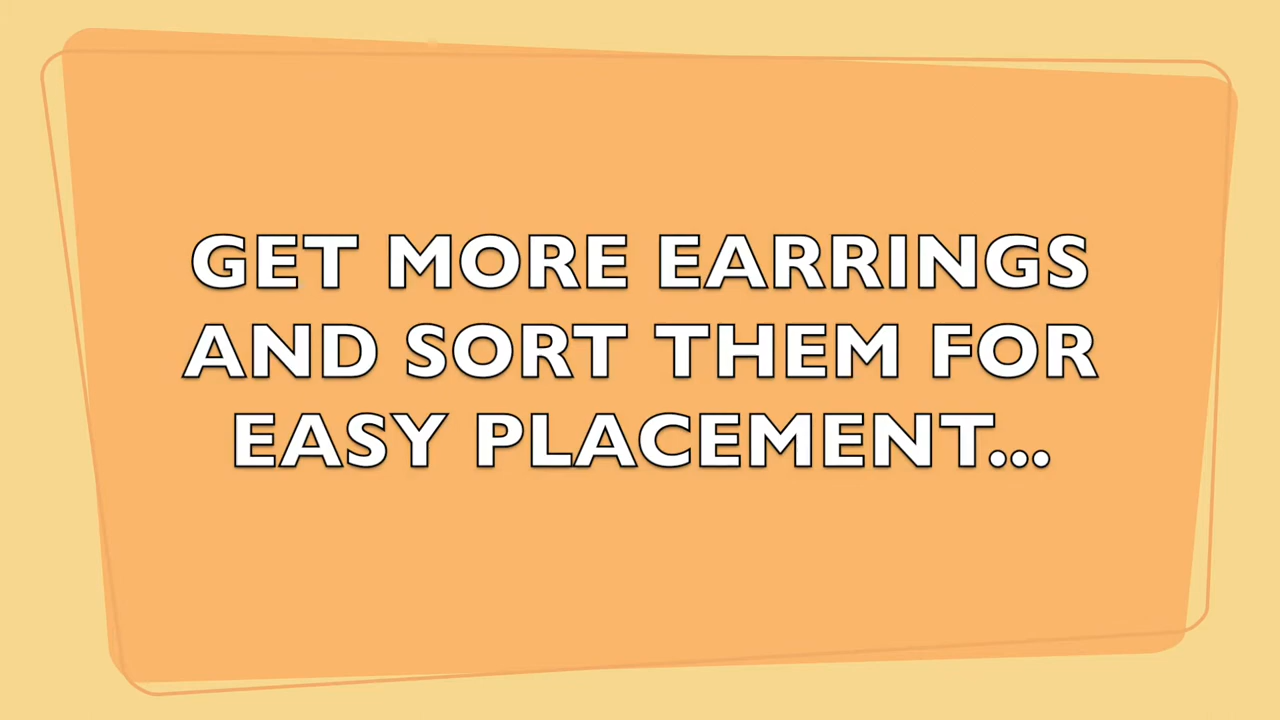 GET MORE EARRINGS
AND SORT THEM FOR
EASY PLACEMENT...